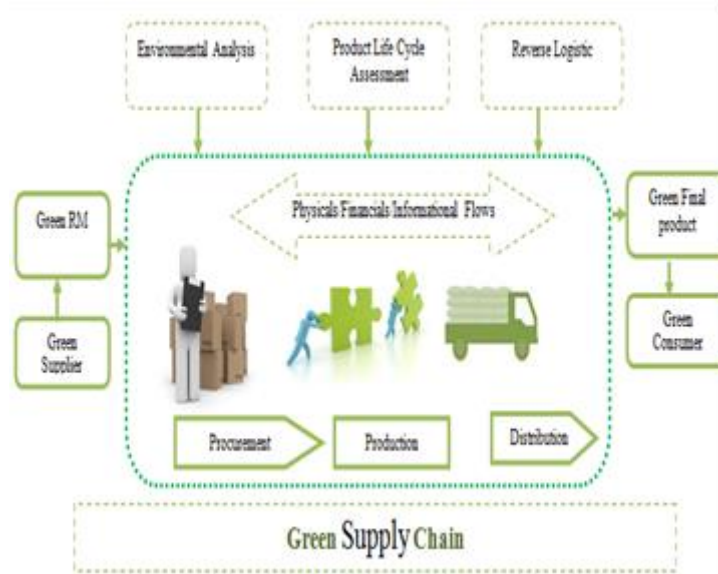 Environmental Analysis
Product Life Cycle
Assessment
Reverse Logistic
Physicals/Financials/Informational Flows
Green RM
Green
Supplier
Green Final
product
Green
Consumer
Procurement
Production
Distribution
Green Supply Chain